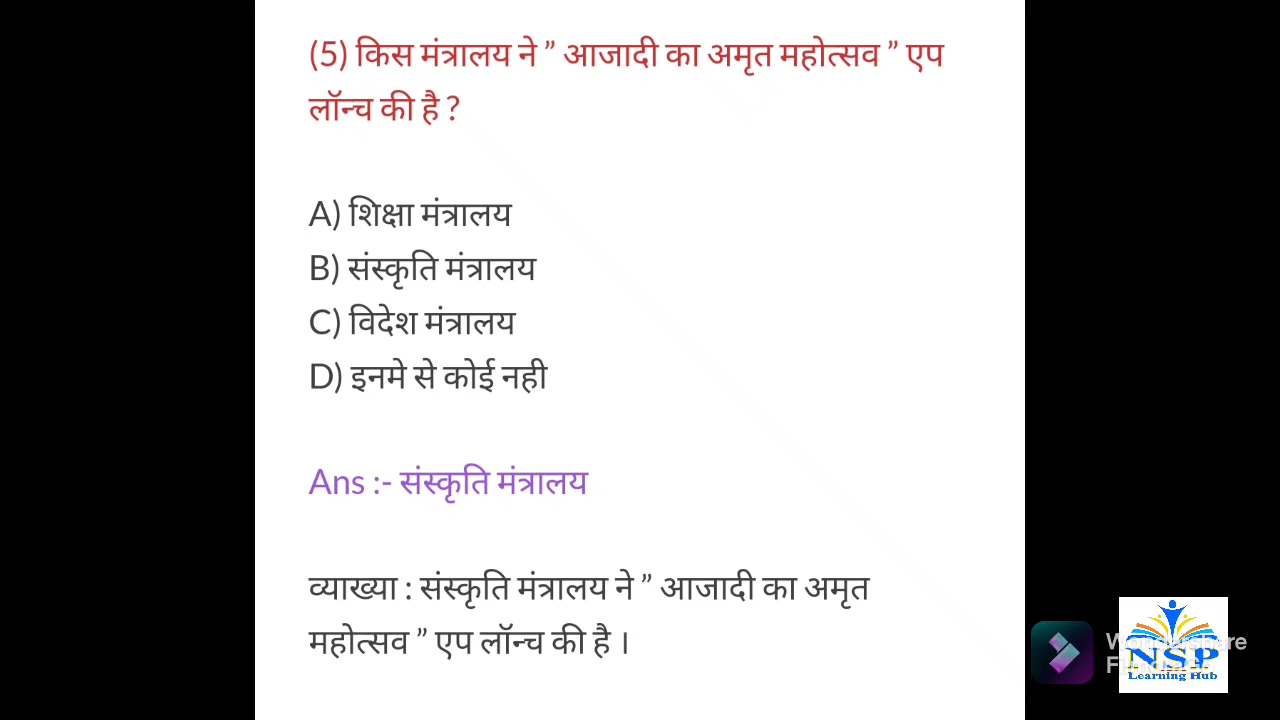 (5) किस मंत्रालय ने ” आजादी का अमृत महोत्सव ” एप
लॉन्च की है ?
A) शिक्षा मंत्रालय
B) संस्कृति मंत्रालय
C) विदेश मंत्रालय
D) इनमे से कोई नही
Ans :- संस्कृति मंत्रालय
व्याख्या : संस्कृति मंत्रालय ने ” आजादी का अमृत
महोत्सव ” एप लॉन्च की है ।
Wondershare
NSP
Learning Hub